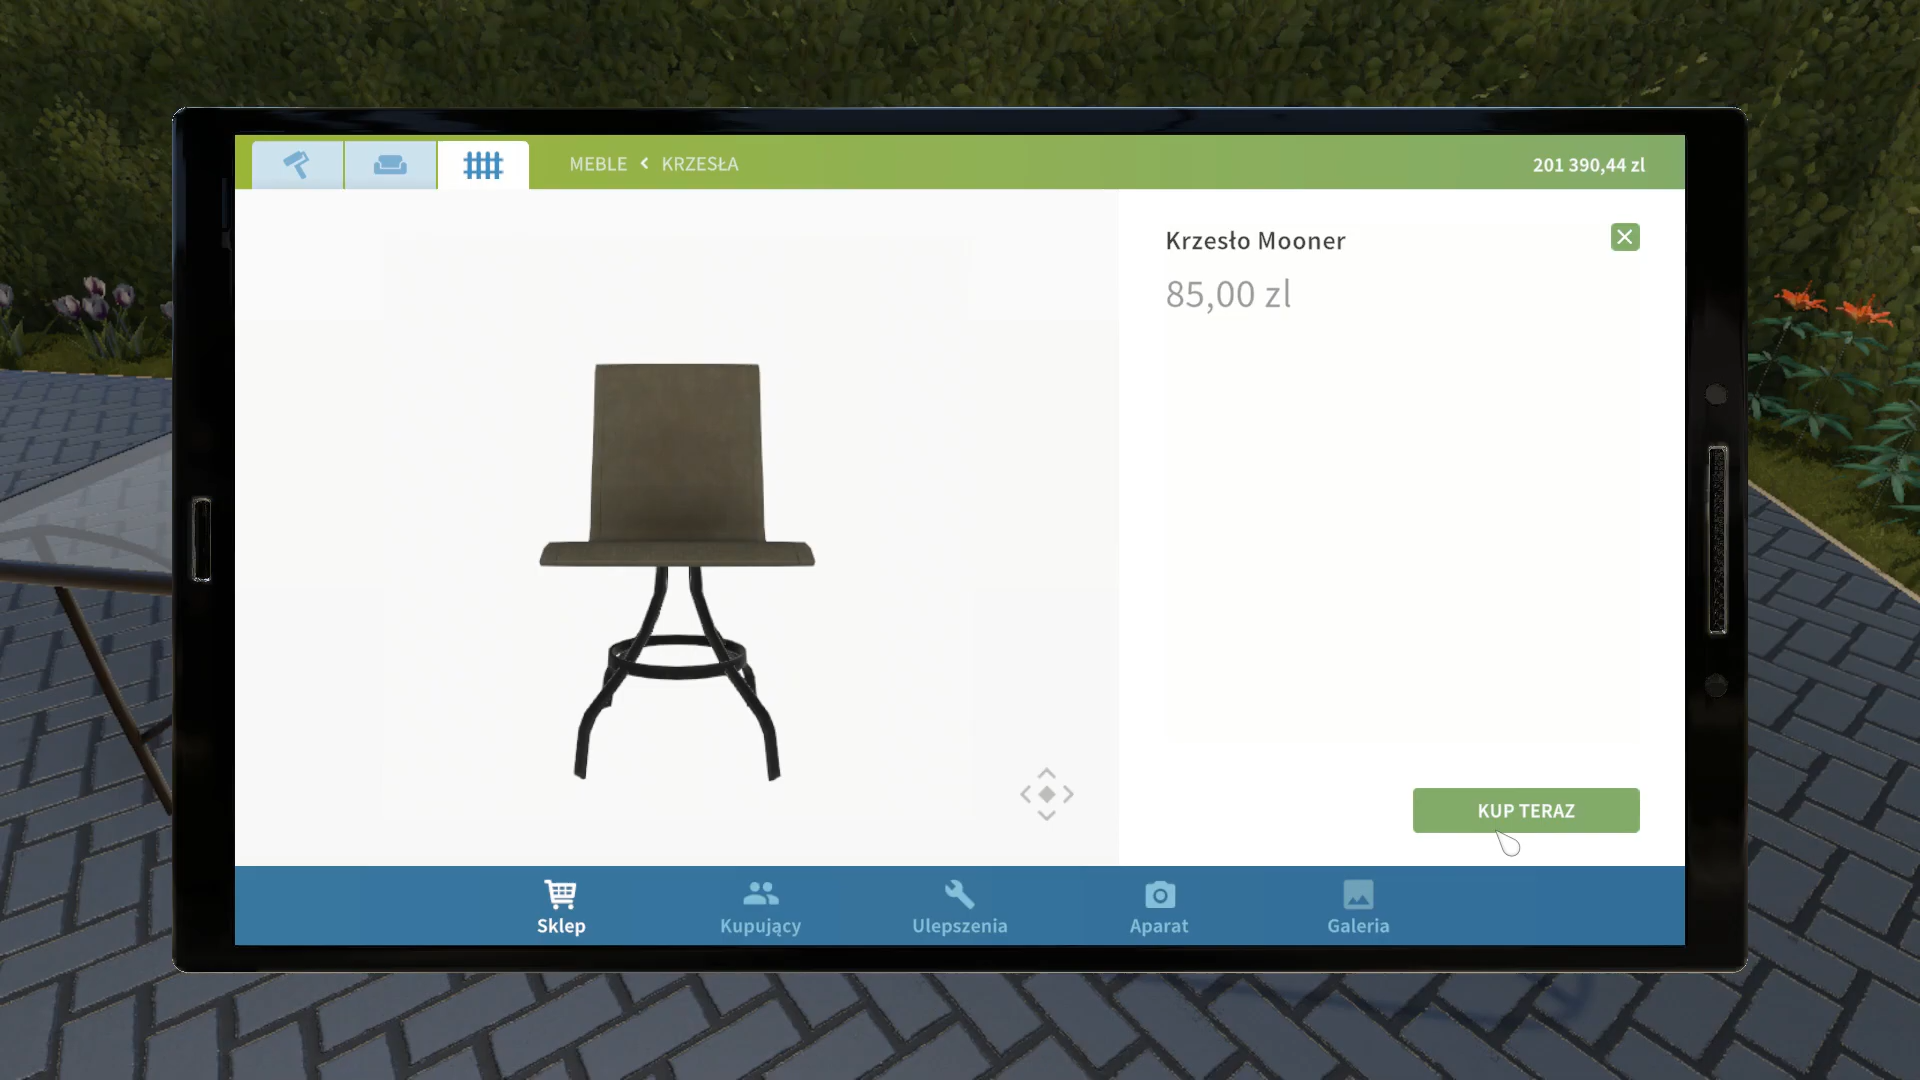 MEBLE < KRZESŁA
201 390,44 zl
Krzesło Mooner
85,00 zl
KUP TERAZ
Sklep
Kupujący
Ulepszenia
Aparat
Galeria